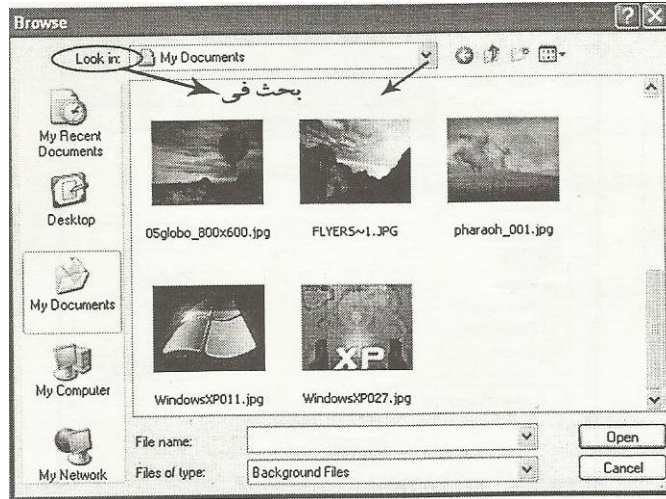 Browse
Look in: My Documents
بحث فى
My Recent
Documents
Desktop
My Documents
My Computer
My Network
05globo_800x600.jpg
FLYERS~1.JPG
pharaoh_001.jpg
WindowsXP011.jpg
XP
WindowsXP027.jpg
File name:
Open
Files of type: Background Files
Cancel